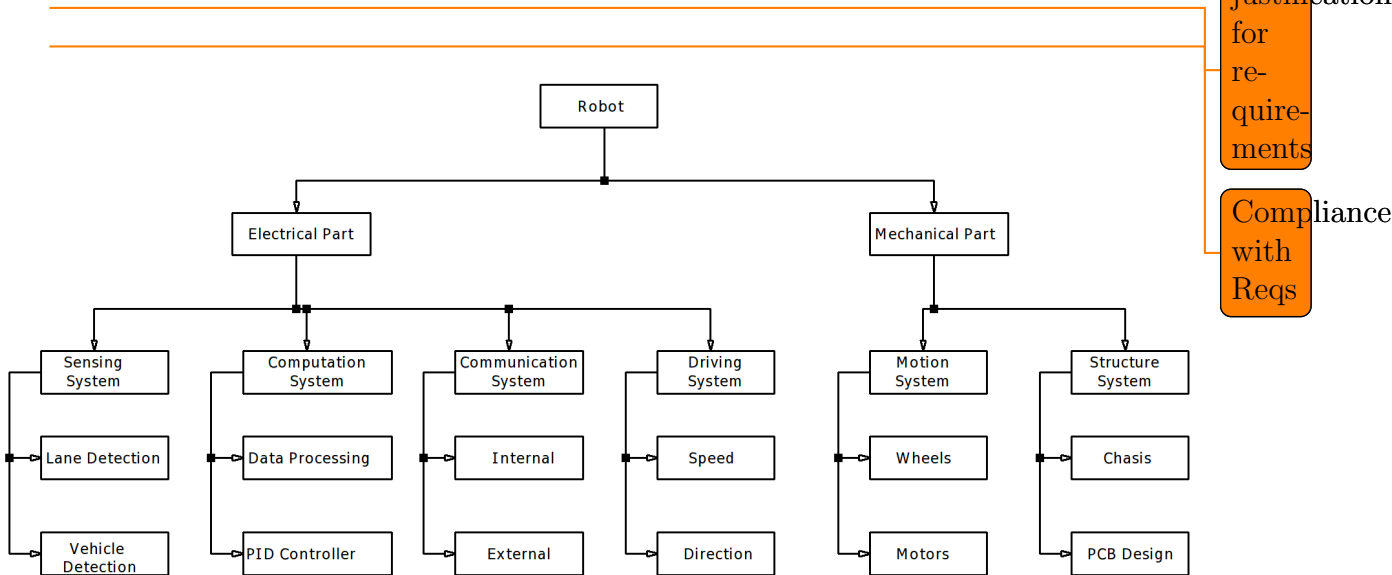 justification
for
re-
quire-
ments
Compliance
with
Reqs
Robot
Electrical Part
Mechanical Part
Sensing
System
Computation
System
Communication
System
Driving
System
Motion
System
Structure
System
Lane Detection
Data Processing
Internal
Speed
Wheels
Chasis
Vehicle
Detection
PID Controller
External
Direction
Motors
PCB Design